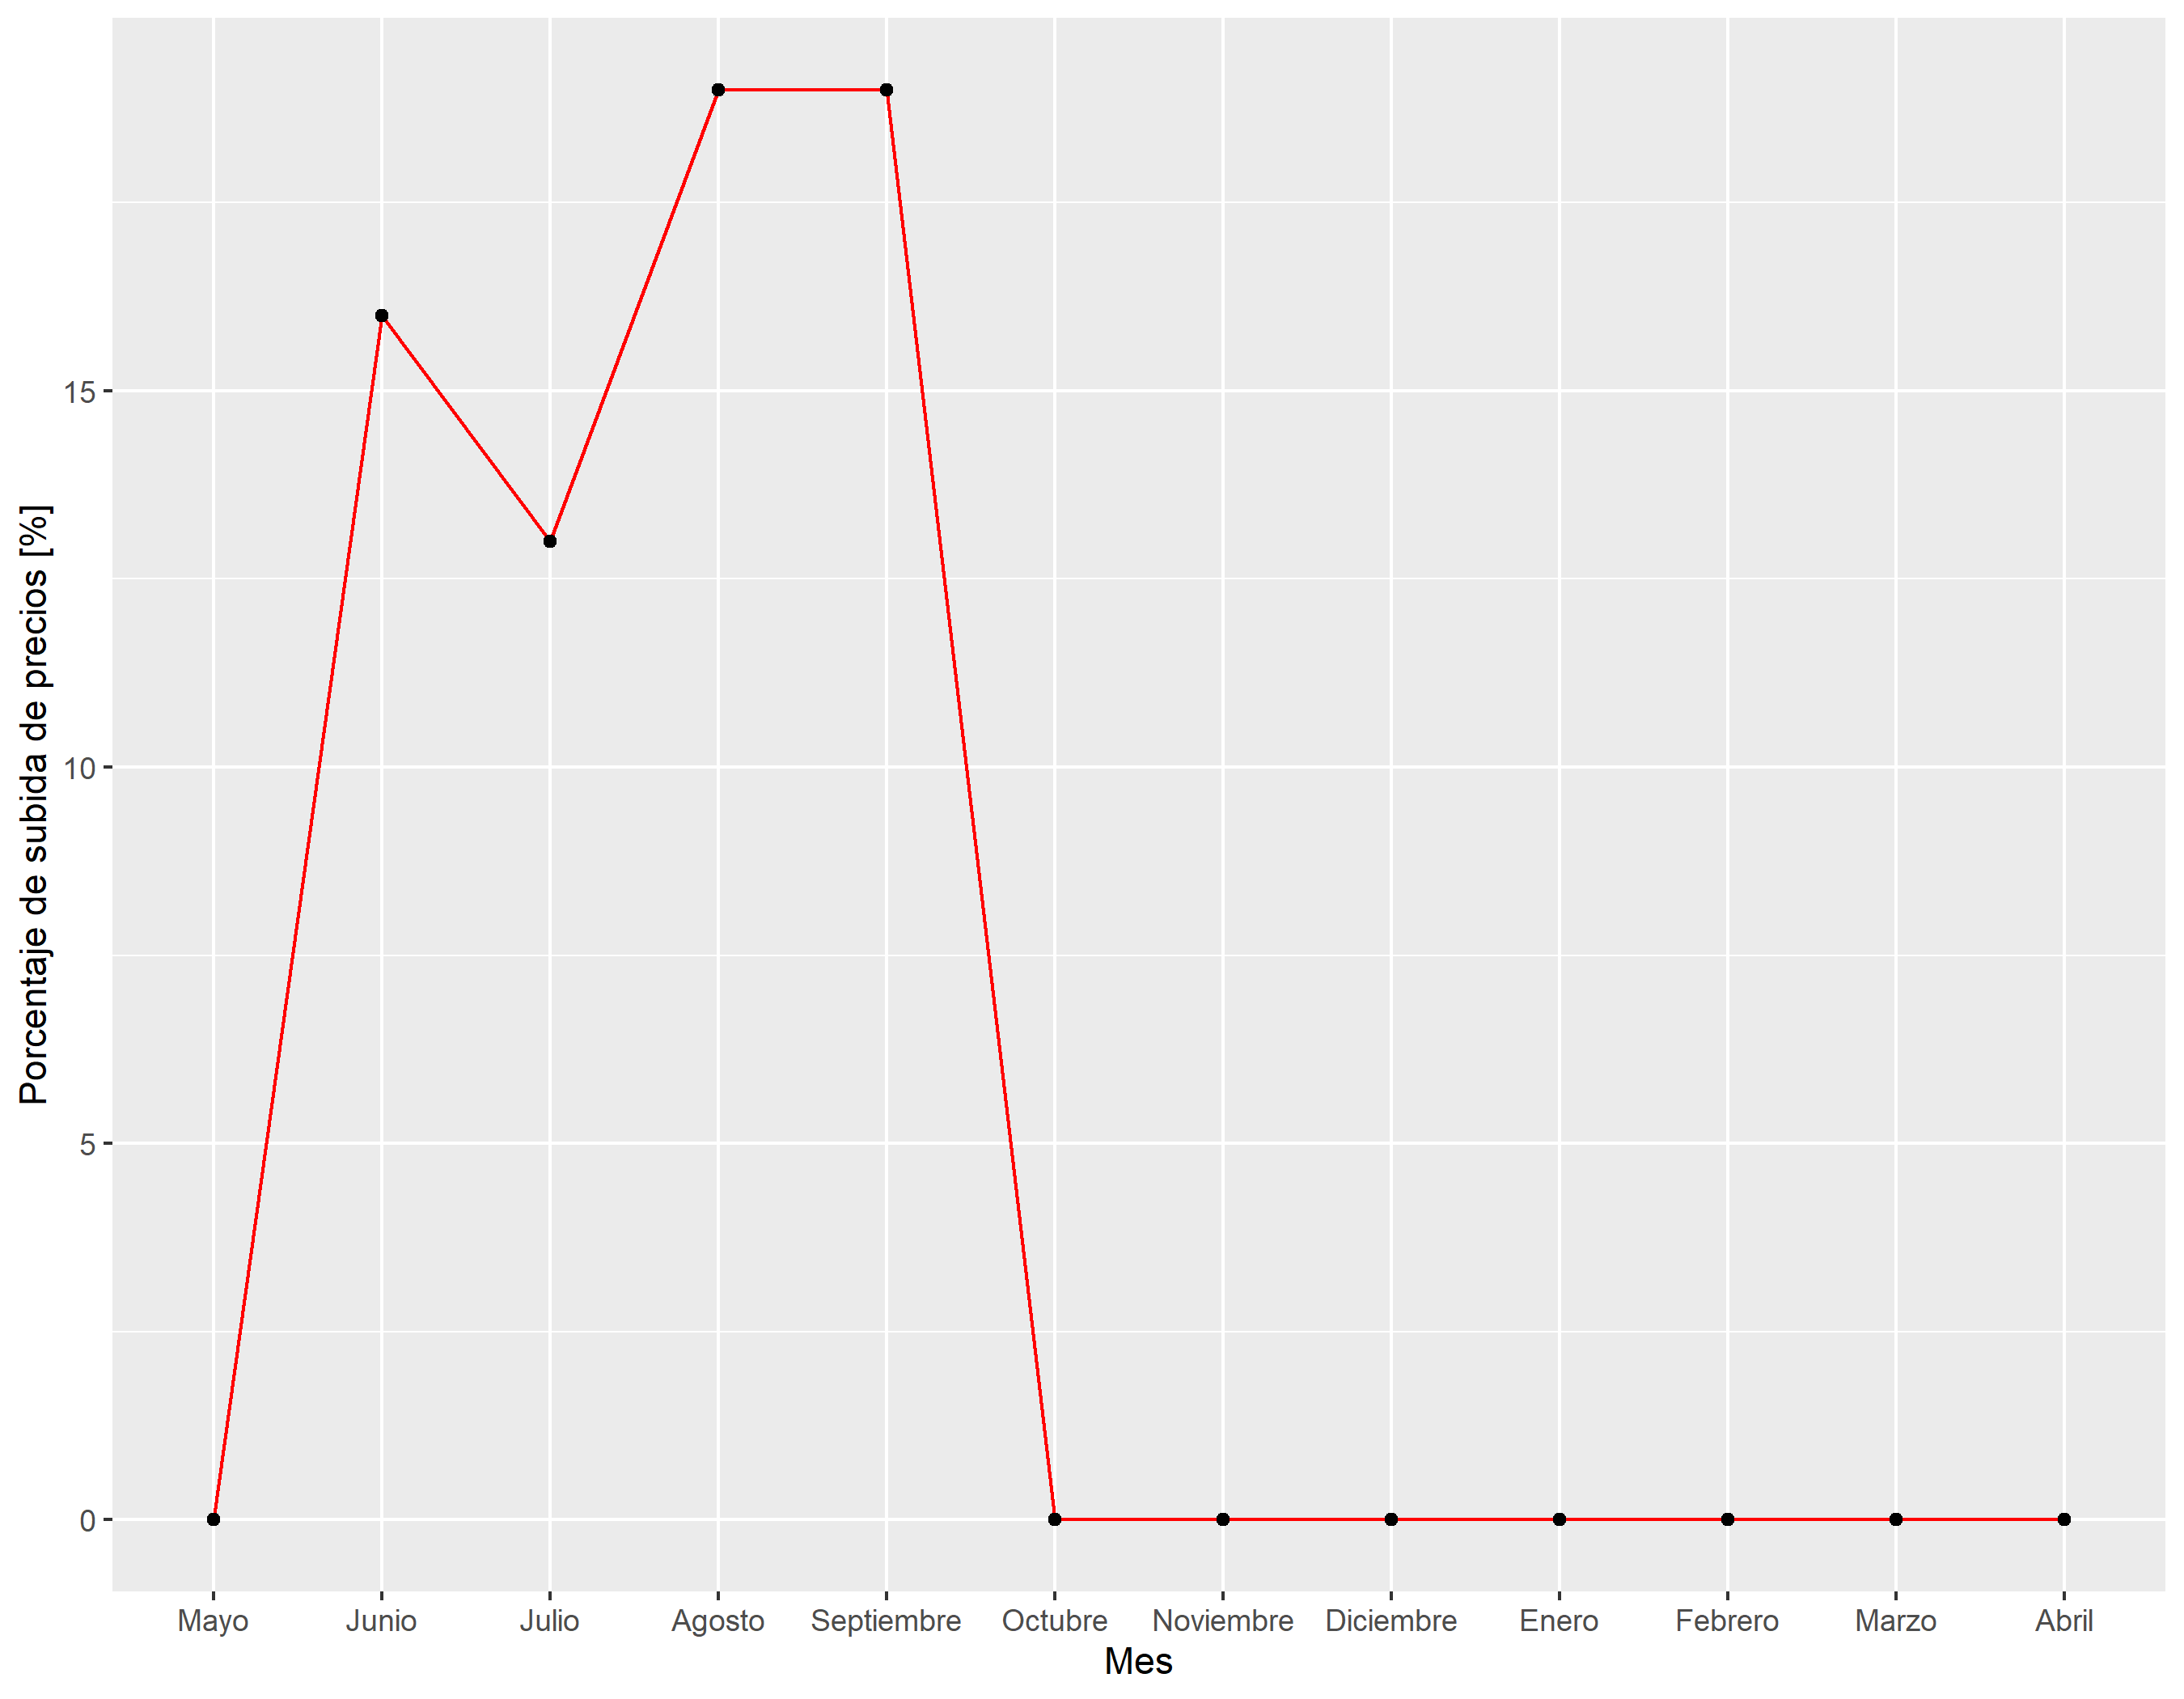 Porcentaje de subida de precios [%]
15
10
5
0
Mayo Junio Julio Agosto Septiembre Octubre Noviembre Diciembre Enero Febrero Marzo Abril
Mes